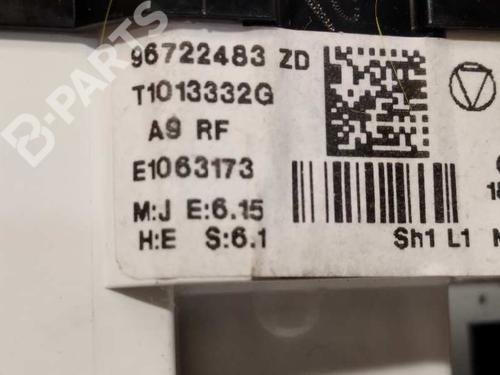 96722483 ZD
T1013332G
A9 RF
E1063173
M:J E:6.15
H:E S:6.1
Sh1 L1
B-PARTS